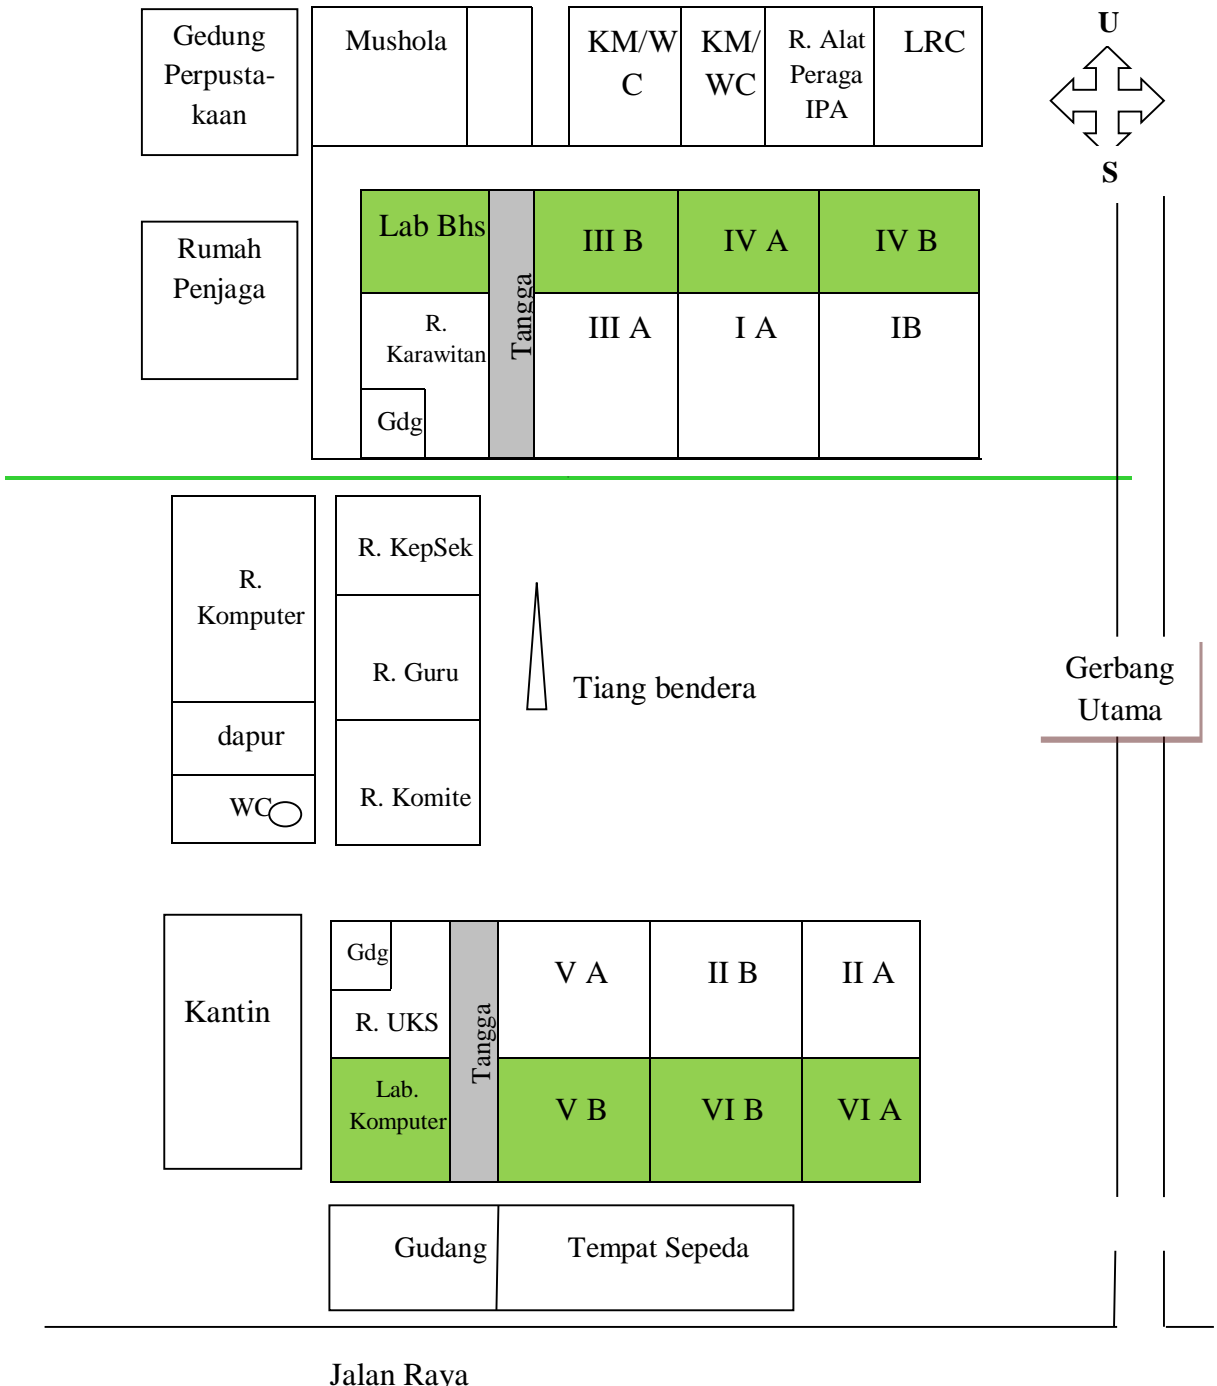 Gedung
Perpusta-
kaan
Mushola
KM/W
C
KM/
WC
R. Alat
Peraga
IPA
LRC
U
S
Rumah
Penjaga
Lab Bhs
Tangga
III B
IV A
IV B
R.
Karawitan
III A
I A
IB
Gdg
R.
Komputer
R. KepSek
R. Guru
Tiang bendera
Gerbang
Utama
dapur
WC
R. Komite
Kantin
Gdg
R. UKS
Tangga
V A
II B
II A
Lab.
Komputer
V B
VI B
VI A
Gudang
Tempat Sepeda
Jalan Raya